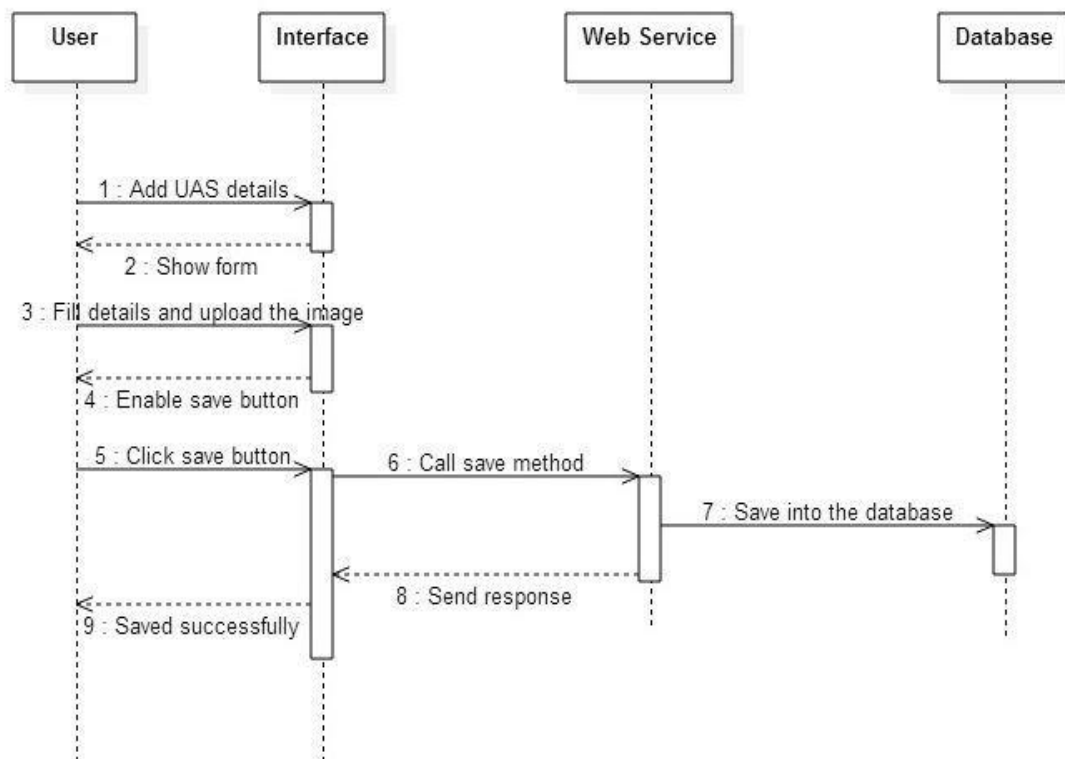 User
Interface
Web Service
Database
1 : Add UAS details
2 : Show form
3 : Fill details and upload the image
4 : Enable save button
5 : Click save button
6 : Call save method
7 : Save into the database
8 : Send response
9 : Saved successfully